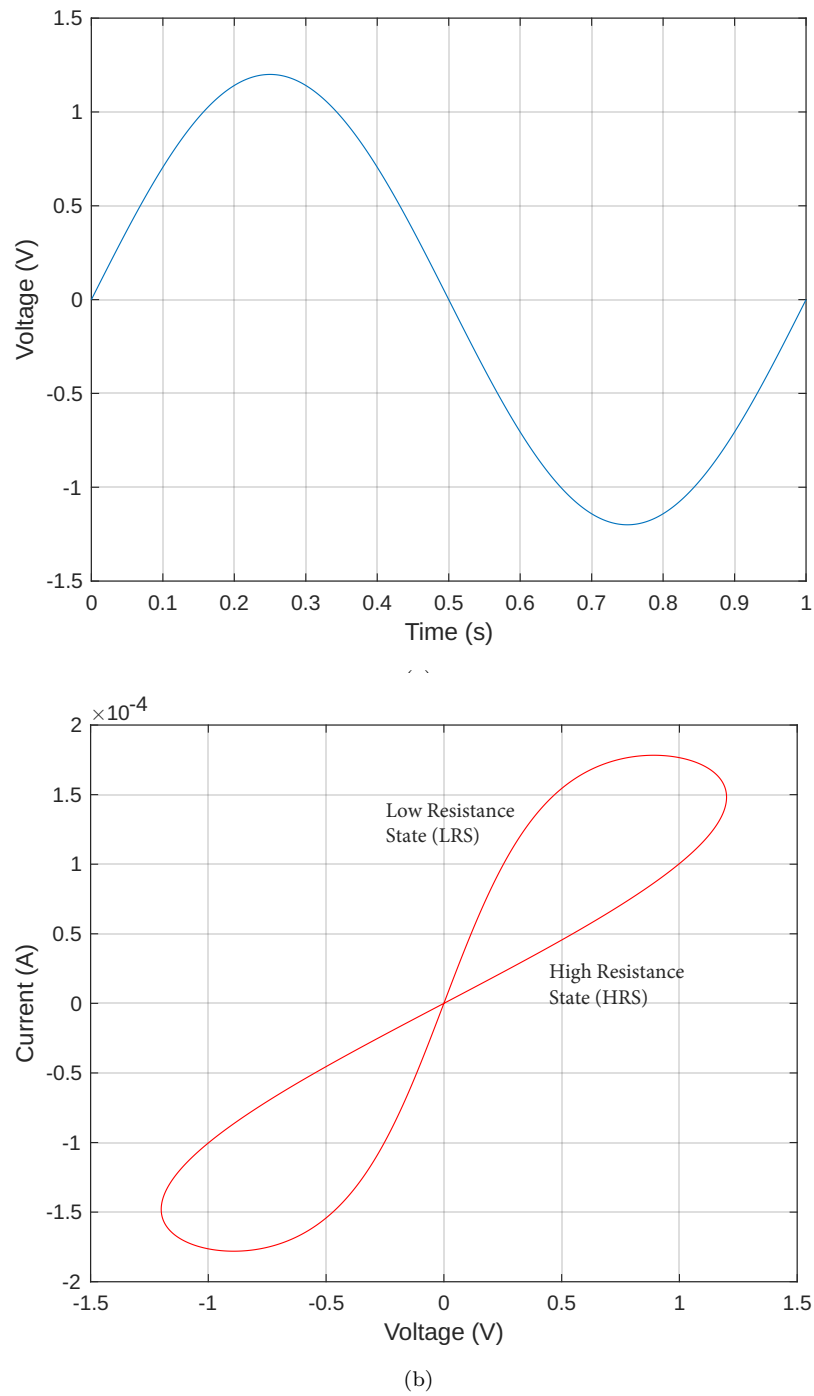 1.5
1
0.5
0
-0.5
-1
-1.5
Voltage (V)
0 0.1 0.2 0.3 0.4 0.5 0.6 0.7 0.8 0.9 1
Time (s)
×10-4
2
1.5
1
0.5
0
-0.5
-1
-1.5
-2
Current (A)
Low Resistance
State (LRS)
High Resistance
State (HRS)
-1.5 -1 -0.5 0 0.5 1 1.5
Voltage (V)
(b)